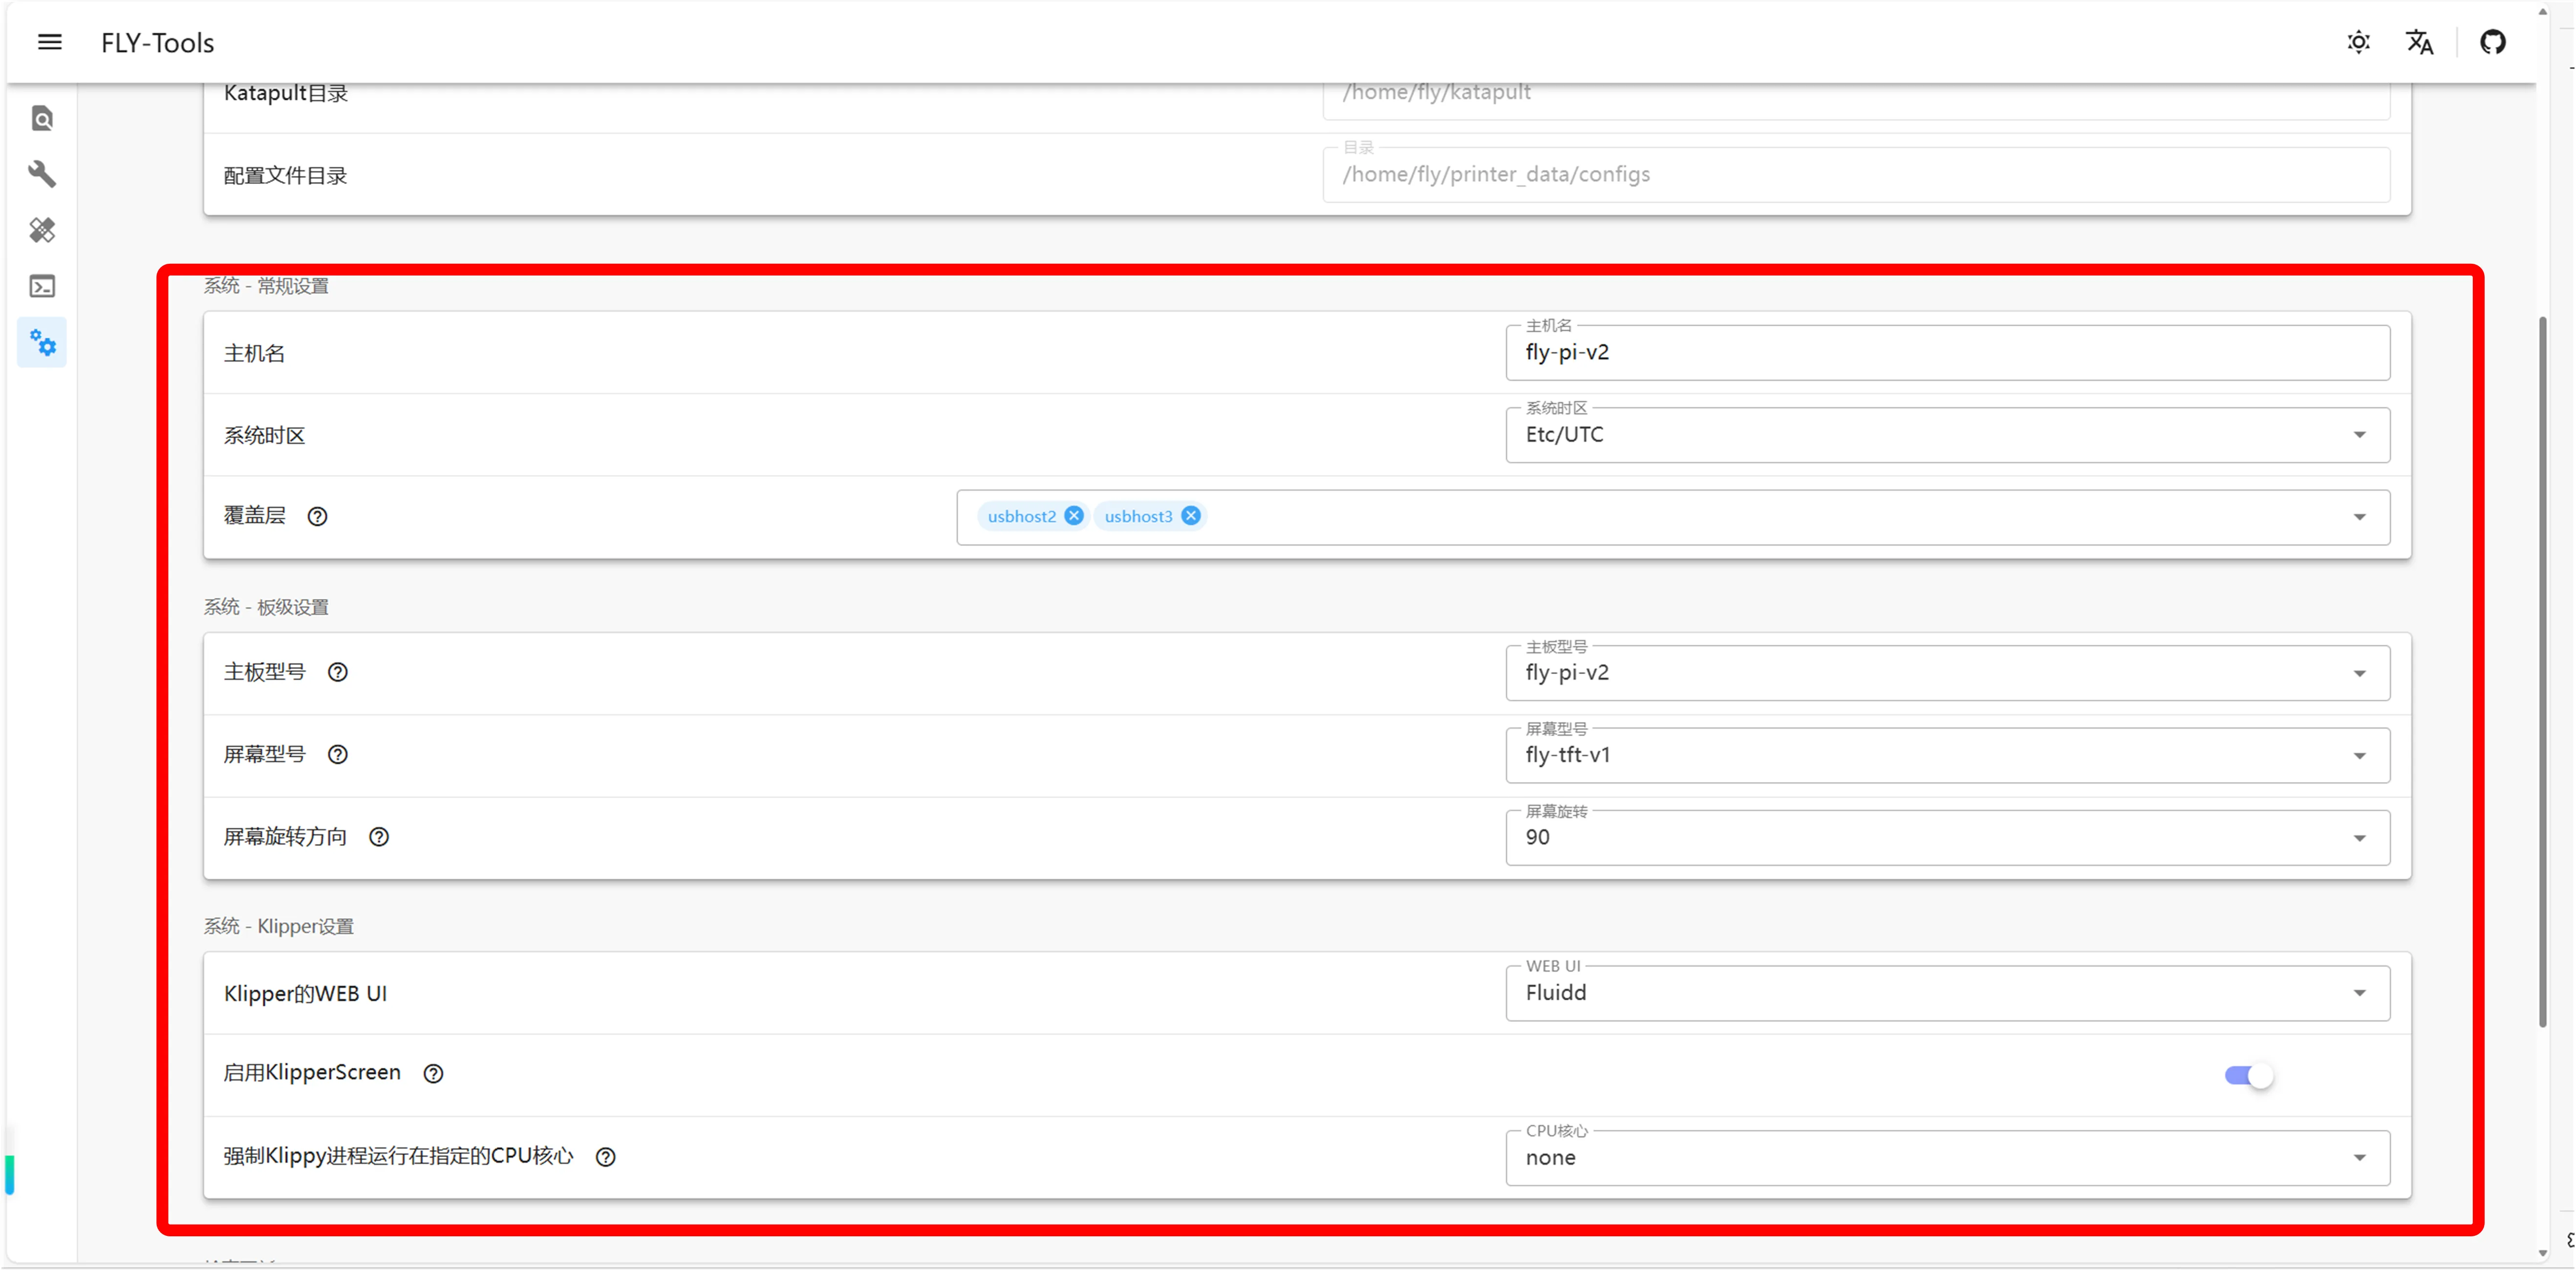 FLY-Tools
Katapult目录
/home/fly/katapult
目录
配置文件目录
/home/fly/printer_data/configs
系统 - 常规设置
主机名
主机名
fly-pi-v2
系统时区
系统时区
Etc/UTC
覆盖层
usbhost2 usbhost3
系统 - 板级设置
主板型号
主板型号
fly-pi-v2
屏幕型号
屏幕型号
fly-tft-v1
屏幕旋转方向
屏幕旋转
90
系统 - Klipper设置
Klipper的WEB UI
WEB UI
Fluidd
启用KlipperScreen
强制Klippy进程运行在指定的CPU核心
CPU核心
none